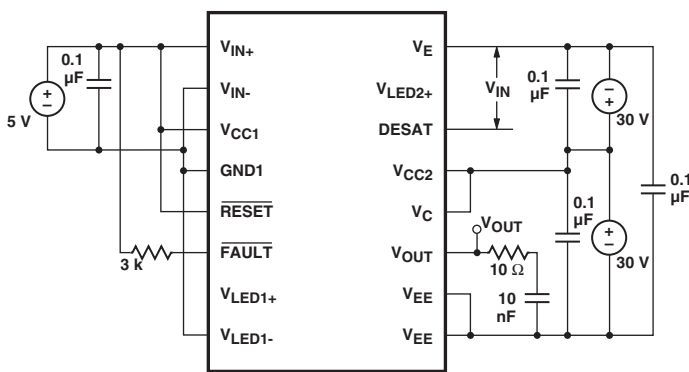 0.1
µF
5 V
+
−
3 k
V_IN+
V_IN-
V_CC1
GND1
RESET
FAULT
V_LED1+
V_LED1-
V_E
V_LED2+
DESAT
V_CC2
V_C
V_OUT
V_EE
V_EE
V_IN
V_OUT
10 Ω
10
nF
0.1
µF
−
+
30 V
0.1
µF
+
−
30 V
0.1
µF